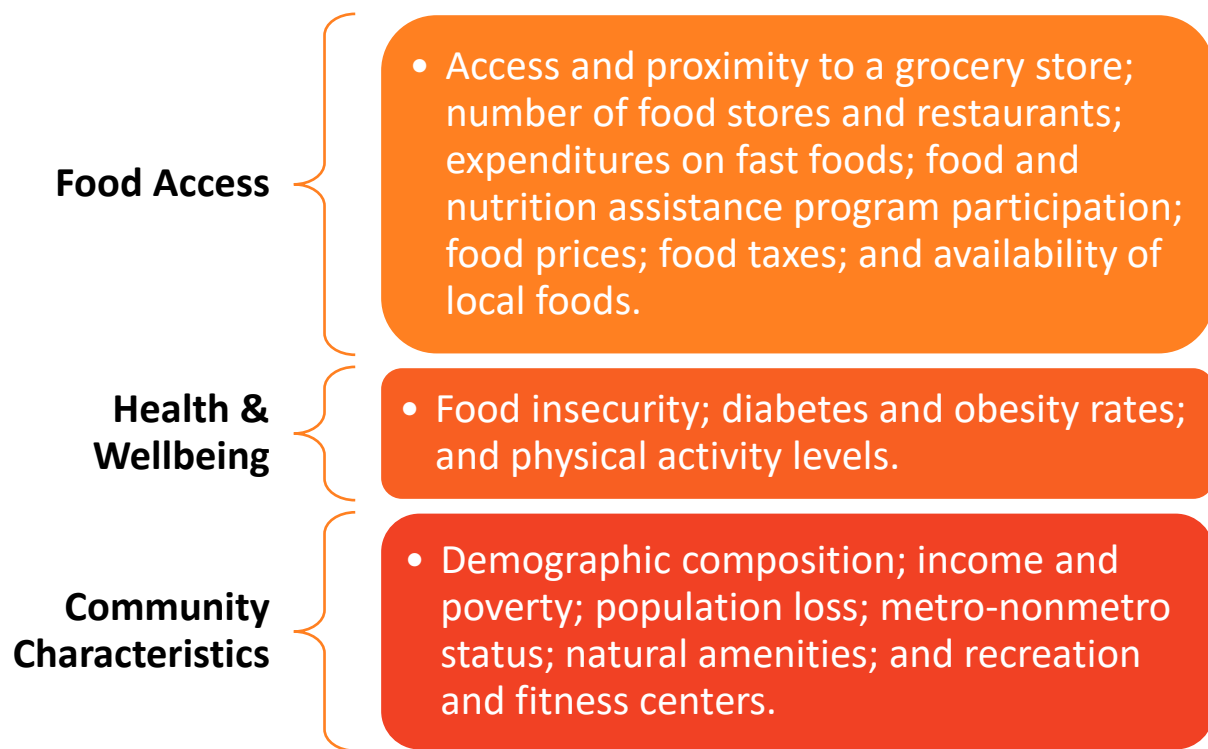 Food Access
• Access and proximity to a grocery store;
number of food stores and restaurants;
expenditures on fast foods; food and
nutrition assistance program participation;
food prices; food taxes; and availability of
local foods.
Health &
Wellbeing
• Food insecurity; diabetes and obesity rates;
and physical activity levels.
Community
Characteristics
• Demographic composition; income and
poverty; population loss; metro-nonmetro
status; natural amenities; and recreation
and fitness centers.